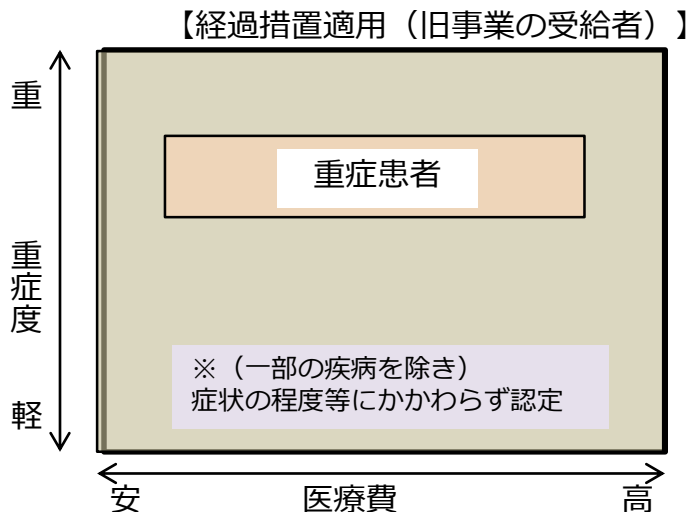 【経過措置適用（旧事業の受給者）】
重
重症患者
重症度
※（一部の疾病を除き）
症状の程度等にかかわらず認定
軽
安
医療費
高